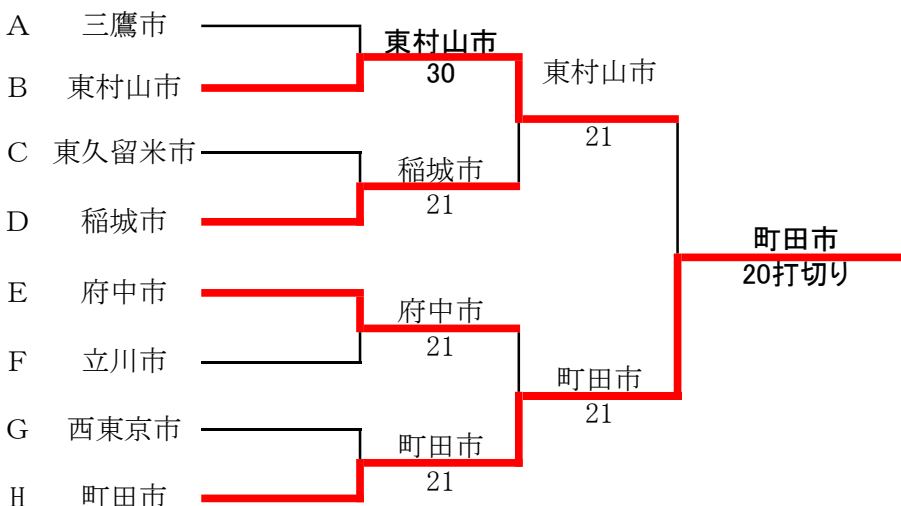 A 三鷹市
B 東村山市
C 東久留米市
D 稲城市
E 府中市
F 立川市
G 西東京市
H 町田市
東村山市
30
稲城市
21
府中市
21
町田市
21
東村山市
21
町田市
21
町田市
20打切り